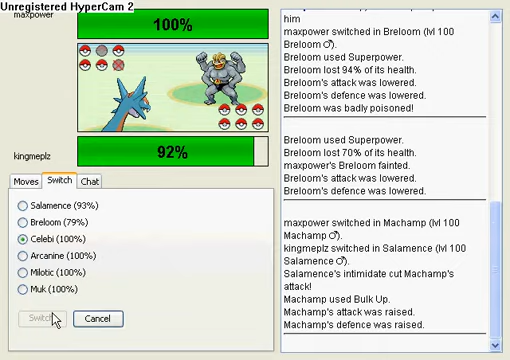 Unregistered HyperCam 2
maxpower
100%
kingmeplz
92%
Moves
Switch
Chat
Salamence (93%)
Breloom (79%)
Celebi (100%)
Arcanine (100%)
Milotic (100%)
Muk (100%)
Switch
Cancel
him
maxpower switched in Breloom (lvl 100
Breloom ♂).
Breloom used Superpower.
Breloom lost 94% of its health.
Breloom's attack was lowered.
Breloom's defence was lowered.
Breloom was badly poisoned!
Breloom used Superpower.
Breloom lost 70% of its health.
maxpower's Breloom fainted.
Breloom's attack was lowered.
Breloom's defence was lowered.
maxpower switched in Machamp (lvl 100
Machamp ♂).
kingmeplz switched in Salamence (lvl 100
Salamence ♂).
Salamence's intimidate cut Machamp's
attack!
Machamp used Bulk Up.
Machamp's attack was raised.
Machamp's defence was raised.